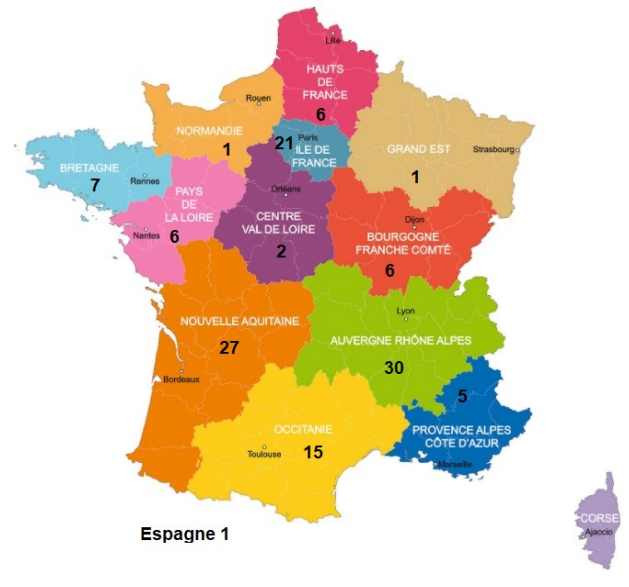 Lille
HAUTS
DE
FRANCE
6
Rouen
NORMANDIE
1
21
Paris
ILE DE
FRANCE
GRAND EST
1
Strasbourg
BRETAGNE
7
Rennes
PAYS
DE
LA LOIRE
6
Nantes
Orléans
CENTRE
VAL DE LOIRE
2
Dijon
BOURGOGNE
FRANCHE COMTÉ
6
NOUVELLE AQUITAINE
27
Bordeaux
Lyon
AUVERGNE RHÔNE ALPES
30
5
PROVENCE ALPES
CÔTE D'AZUR
Marseille
OCCITANIE
15
Toulouse
CORSE
Ajaccio
Espagne 1